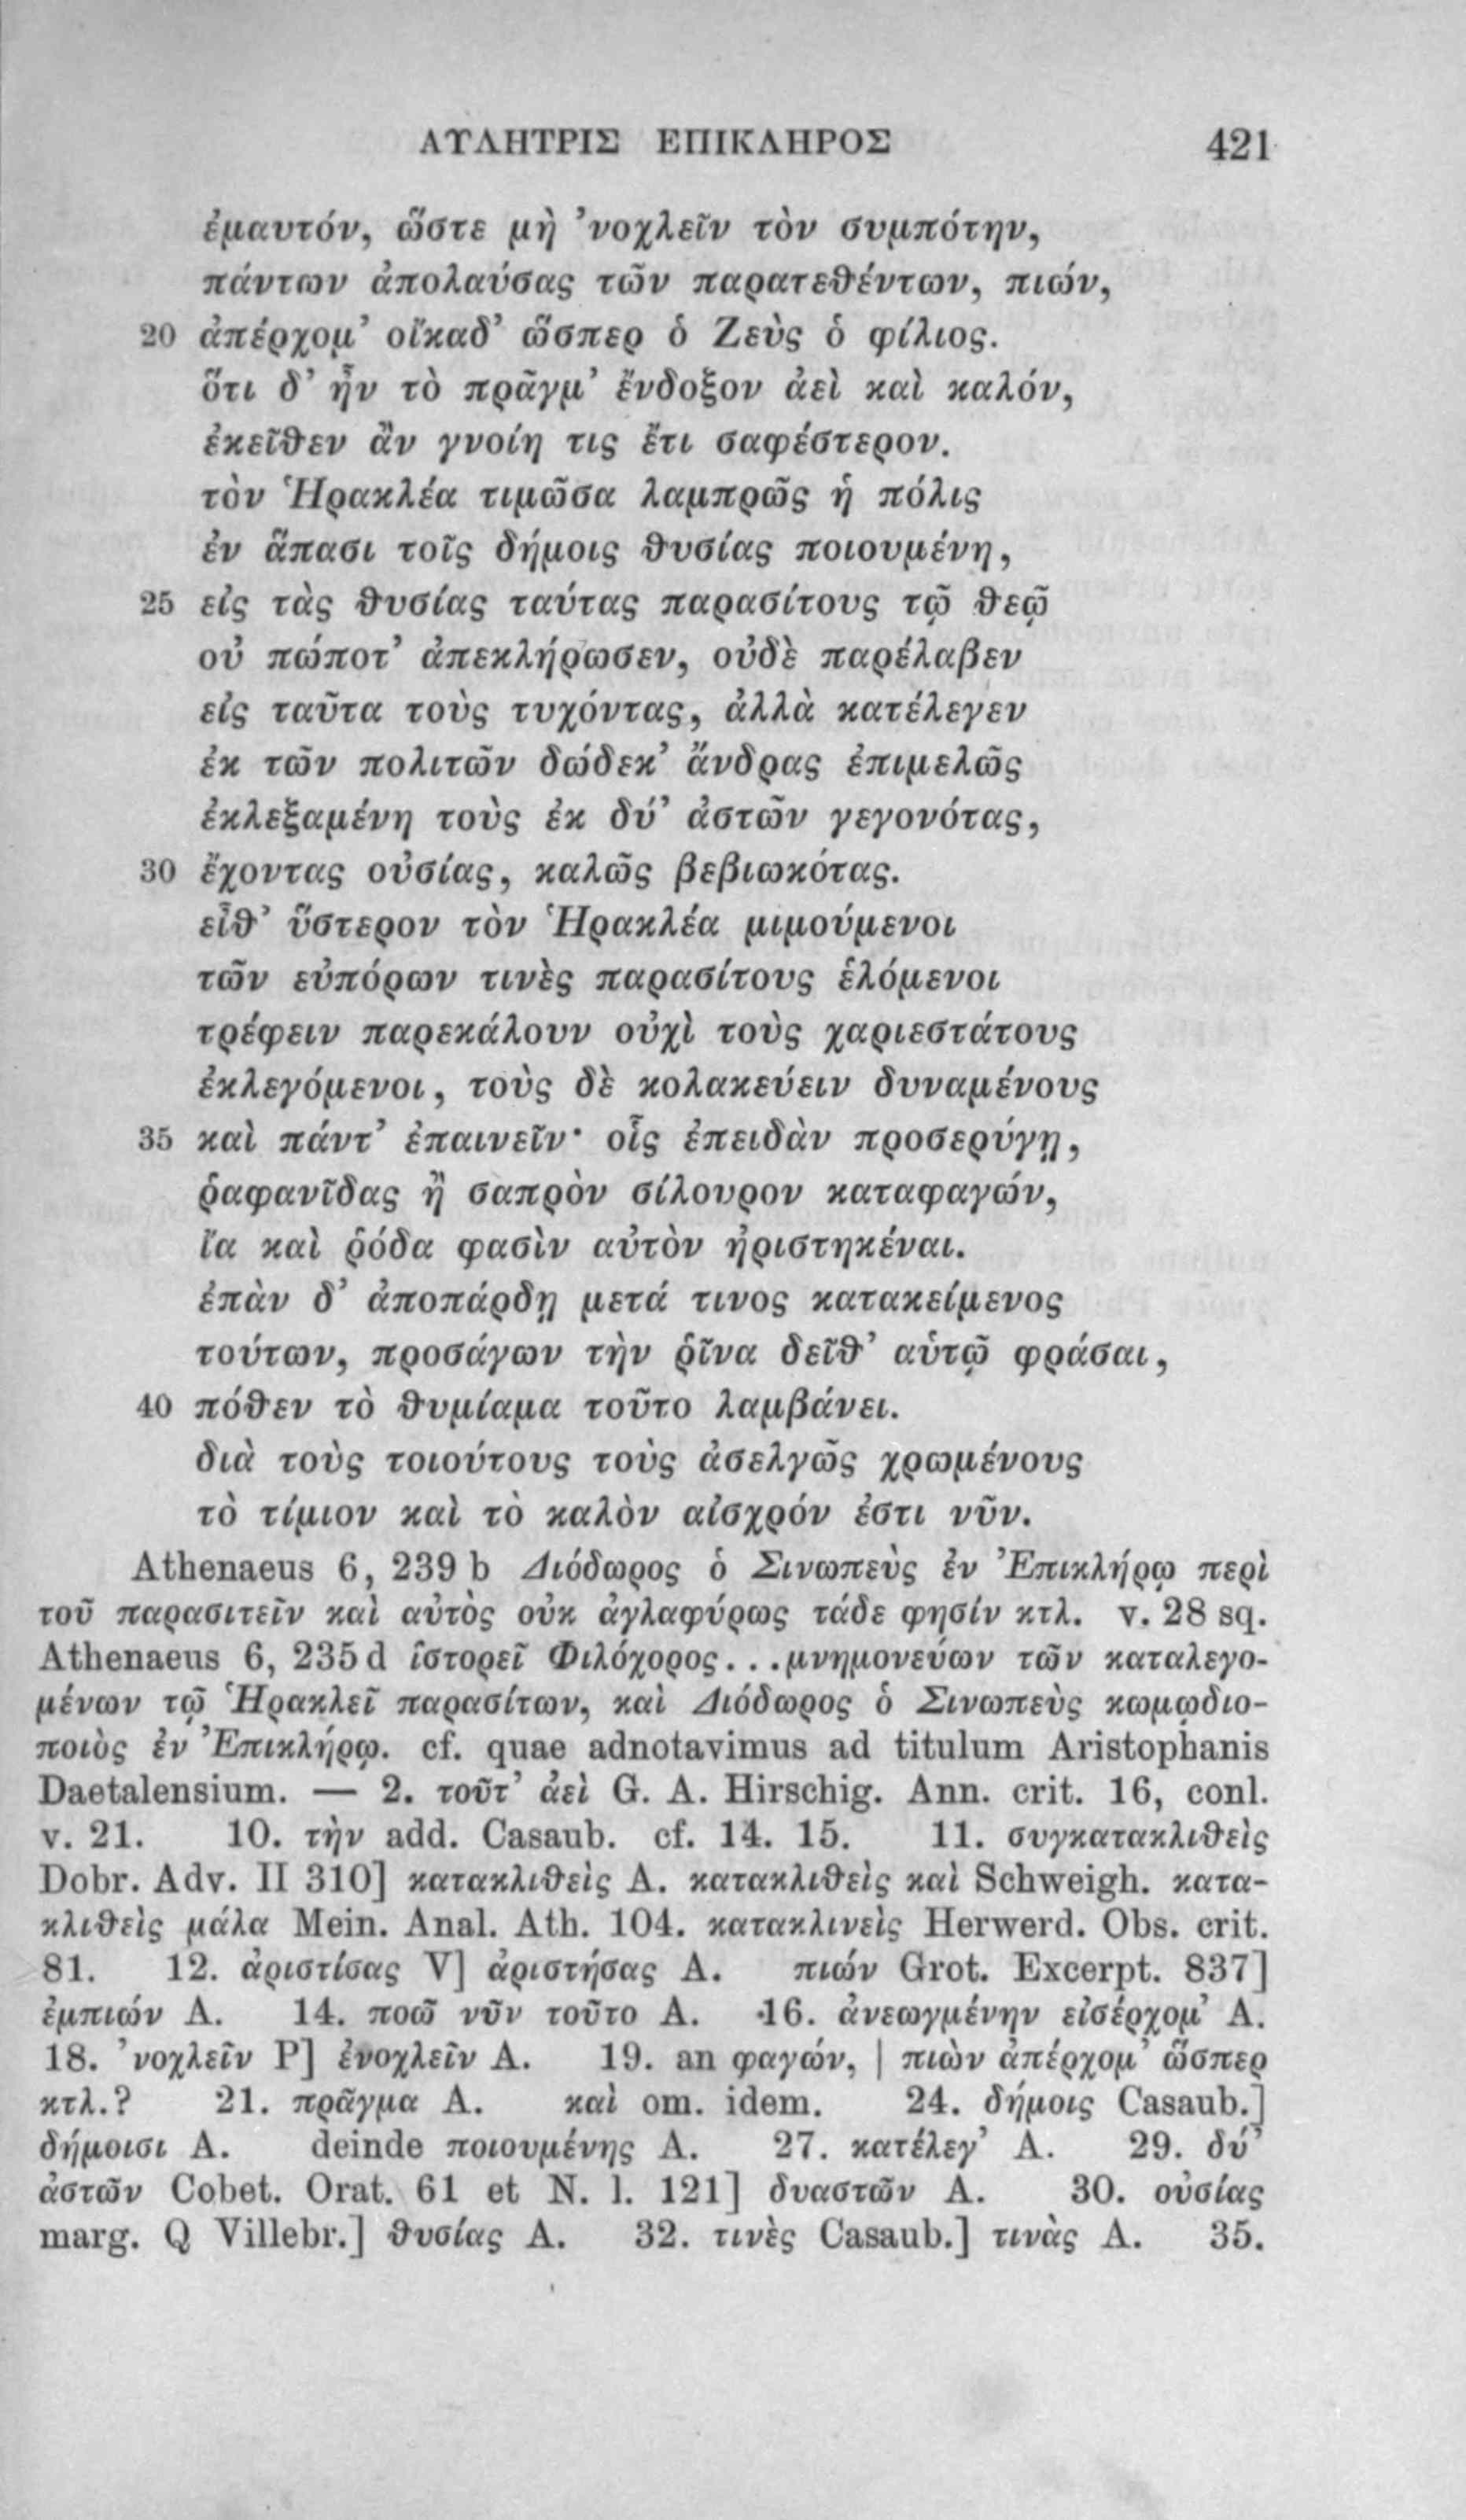 ΑΥΛΗΤΡΙΣ ΕΠΙΚΛΗΡΟΣ 421
ἐμαυτόν, ὥστε μὴ ’νοχλεῖν τὸν συμπότην,
πάντων ἀπολαύσας τῶν παρατεθέντων, πιών,
20 ἀπέρχομ’ οἴκαδ’ ὥσπερ ὁ Ζεὺς ὁ φίλιος.
ὅτι δ’ ἦν τὸ πρᾶγμ’ ἔνδοξον ἀεὶ καὶ καλόν,
ἐκεῖθεν ἂν γνοίη τις ἔτι σαφέστερον.
τὸν Ἡρακλέα τιμῶσα λαμπρῶς ἡ πόλις
ἐν ἅπασι τοῖς δήμοις θυσίας ποιουμένη,
25 εἰς τὰς θυσίας ταύτας παρασίτους τῷ θεῷ
οὐ πώποτ’ ἀπεκλήρωσεν, οὐδὲ παρέλαβεν
εἰς ταῦτα τοὺς τυχόντας, ἀλλὰ κατέλεγεν
ἐκ τῶν πολιτῶν δώδεκ’ ἄνδρας ἐπιμελῶς
ἐκλεξαμένη τοὺς ἐκ δύ’ ἀστῶν γεγονότας,
30 ἔχοντας οὐσίας, καλῶς βεβιωκότας.
εἶθ’ ὕστερον τὸν Ἡρακλέα μιμούμενοι
τῶν εὐπόρων τινὲς παρασίτους ἑλόμενοι
τρέφειν παρεκάλουν οὐχὶ τοὺς χαριεστάτους
ἐκλεγόμενοι, τοὺς δὲ κολακεύειν δυναμένους
35 καὶ πάντ’ ἐπαινεῖν· οἷς ἐπειδὰν προσερύγῃ,
ῥαφανῖδας ἢ σαπρὸν σίλουρον καταφαγών,
ἴα καὶ ῥόδα φασὶν αὐτὸν ἠριστηκέναι.
ἐπὰν δ’ ἀποπάρδῃ μετά τινος κατακείμενος
τούτων, προσάγων τὴν ῥῖνα δεῖθ’ αὑτῷ φράσαι,
40 πόθεν τὸ θυμίαμα τοῦτο λαμβάνει.
διὰ τοὺς τοιούτους τοὺς ἀσελγῶς χρωμένους
τὸ τίμιον καὶ τὸ καλὸν αἰσχρόν ἐστι νῦν.
Athenaeus 6, 239 b Διόδωρος ὁ Σινωπεὺς ἐν Ἐπικλήρῳ περὶ
τοῦ παρασιτεῖν καὶ αὐτὸς οὐκ ἀγλαφύρως τάδε φησίν κτλ. v. 28 sq.
Athenaeus 6, 235 d ἱστορεῖ Φιλόχορος...μνημονεύων τῶν καταλεγο-
μένων τῷ Ἡρακλεῖ παρασίτων, καὶ Διόδωρος ὁ Σινωπεὺς κωμῳδιο-
ποιὸς ἐν Ἐπικλήρῳ. cf. quae adnotavimus ad titulum Aristophanis
Daetalensium. — 2. τοῦτ’ ἀεὶ G. A. Hirschig. Ann. crit. 16, conl.
v. 21. 10. τὴν add. Casaub. cf. 14. 15. 11. συγκατακλιθεὶς
Dobr. Adv. II 310] κατακλιθεὶς A. κατακλιθεὶς καὶ Schweigh. κατα-
κλιθεὶς μάλα Mein. Anal. Ath. 104. κατακλινεὶς Herwerd. Obs. crit.
81. 12. ἀριστίσας V] ἀριστήσας A. πιών Grot. Excerpt. 837]
ἐμπιών A. 14. ποῶ νῦν τοῦτο A. 16. ἀνεωγμένην εἰσέρχομ’ A.
18. ’νοχλεῖν P] ἐνοχλεῖν A. 19. an φαγών, | πιὼν ἀπέρχομ’ ὥσπερ
κτλ.? 21. πρᾶγμα A. καὶ om. idem. 24. δήμοις Casaub.]
δήμοισι A. deinde ποιουμένης A. 27. κατέλεγ’ A. 29. δύ’
ἀστῶν Cobet. Orat. 61 et N. l. 121] δυαστῶν A. 30. οὐσίας
marg. Q Villebr.] θυσίας A. 32. τινὲς Casaub.] τινὰς A. 35.